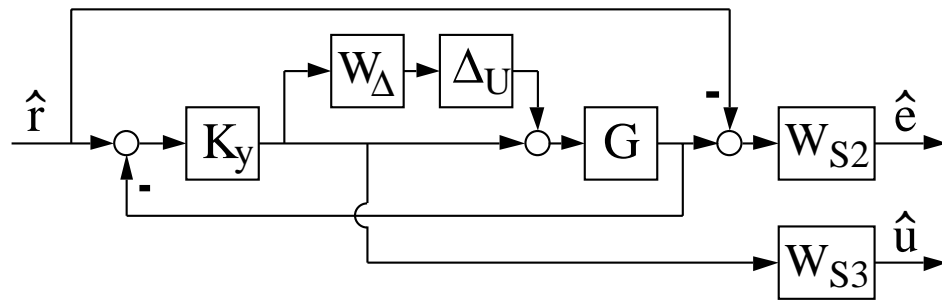 W_Δ Δ_U
r̂ K_y G - W_S2 ê
-
W_S3 û